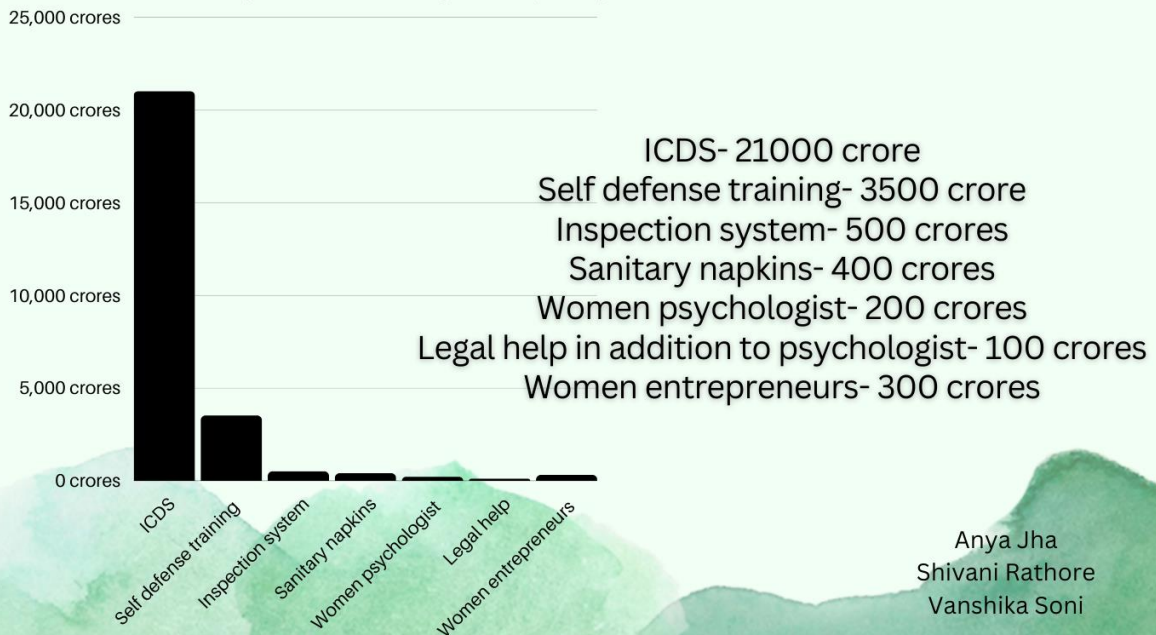 25,000 crores
20,000 crores
15,000 crores
10,000 crores
5,000 crores
0 crores
ICDS
Self defense training
Inspection system
Sanitary napkins
Women psychologist
Legal help
Women entrepreneurs
ICDS- 21000 crore
Self defense training- 3500 crore
Inspection system- 500 crores
Sanitary napkins- 400 crores
Women psychologist- 200 crores
Legal help in addition to psychologist- 100 crores
Women entrepreneurs- 300 crores
Anya Jha
Shivani Rathore
Vanshika Soni